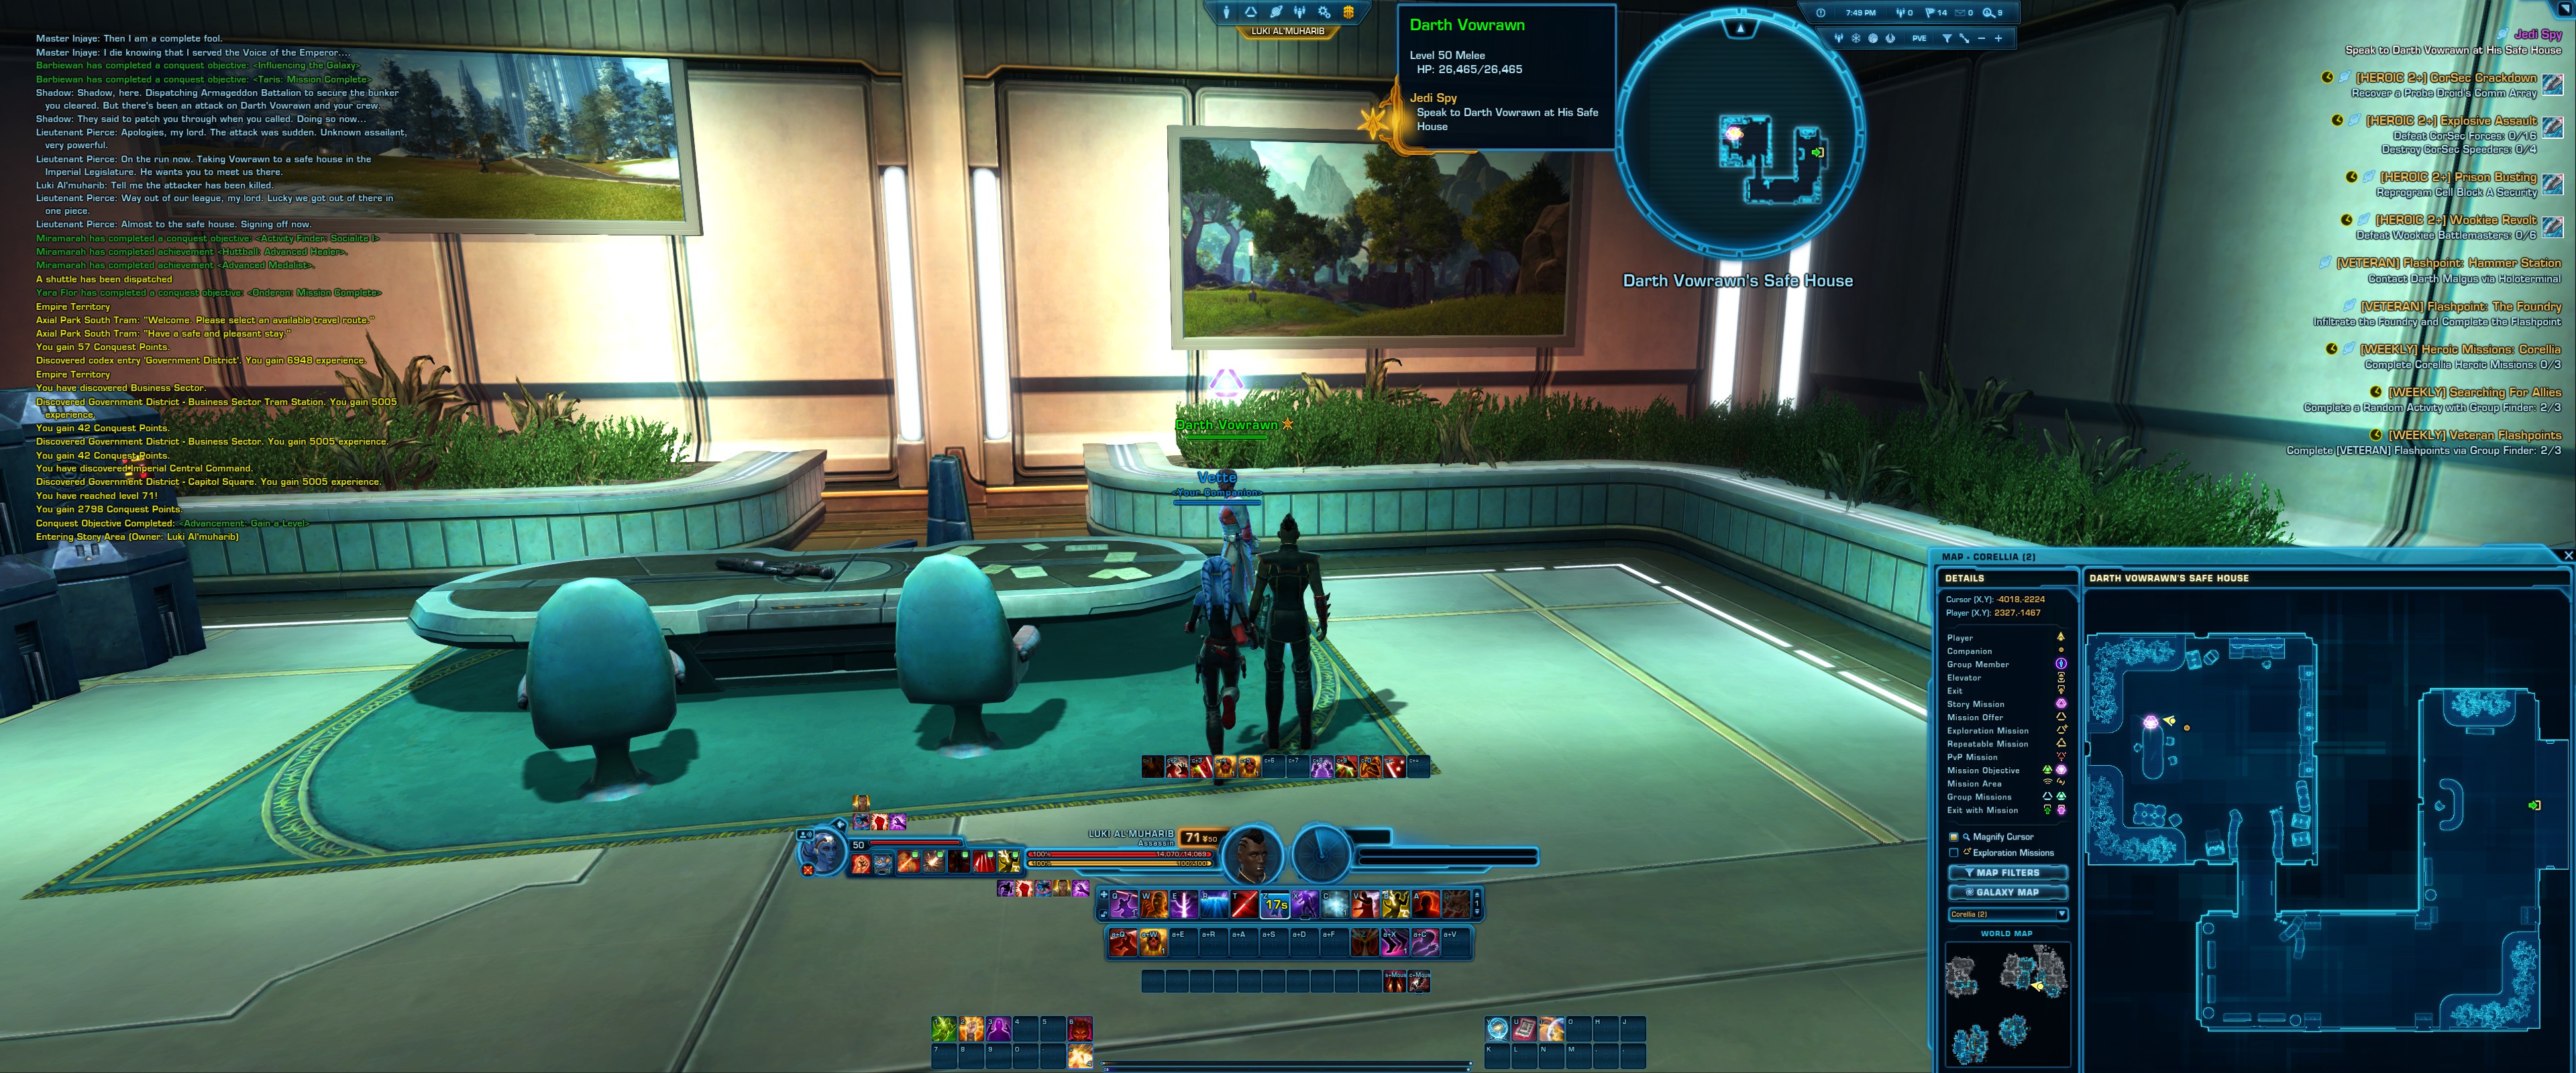 Master Injaye: Then I am a complete fool.
Master Injaye: I die knowing that I served the Voice of the Emperor....
Barbiewan has completed a conquest objective: <Influencing the Galaxy>
Barbiewan has completed a conquest objective: <Taris: Mission Complete>
Shadow: Shadow, here. Dispatching Armageddon Battalion to secure the bunker
you cleared. But there's been an attack on Darth Vowrawn and your crew.
Shadow: They said to patch you through when you called. Doing so now...
Lieutenant Pierce: Apologies, my lord. The attack was sudden. Unknown assailant,
very powerful.
Lieutenant Pierce: On the run now. Taking Vowrawn to a safe house in the
Imperial Legislature. He wants you to meet us there.
Luki Al'muharib: Tell me the attacker has been killed.
Lieutenant Pierce: Way out of our league, my lord. Lucky we got out of there in
one piece.
Lieutenant Pierce: Almost to the safe house. Signing off now.
Miramarah has completed a conquest objective: <Activity Finder: Socialite I>
Miramarah has completed achievement <Huttball: Advanced Healer>.
Miramarah has completed achievement <Advanced Medalist>.
A shuttle has been dispatched
Yara Flor has completed a conquest objective: <Onderon: Mission Complete>
Empire Territory
Axial Park South Tram: "Welcome. Please select an available travel route."
Axial Park South Tram: "Have a safe and pleasant stay."
You gain 57 Conquest Points.
Discovered codex entry 'Government District'. You gain 6948 experience.
Empire Territory
You have discovered Business Sector.
Discovered Government District - Business Sector Tram Station. You gain 5005
experience.
You gain 42 Conquest Points.
Discovered Government District - Business Sector. You gain 5005 experience.
You gain 42 Conquest Points.
You have discovered Imperial Central Command.
Discovered Government District - Capitol Square. You gain 5005 experience.
You have reached level 71!
You gain 2798 Conquest Points.
Conquest Objective Completed: <Advancement: Gain a Level>
Entering Story Area (Owner: Luki Al'muharib)
LUKI AL'MUHARIB
Darth Vowrawn
Level 50 Melee
HP: 26,465/26,465
Jedi Spy
Speak to Darth Vowrawn at His Safe
House
7:49 PM
0
14
0
9
PVE
Darth Vowrawn's Safe House
Jedi Spy
Speak to Darth Vowrawn at His Safe House
[HEROIC 2+] CorSec Crackdown
Recover a Probe Droid's Comm Array
[HEROIC 2+] Explosive Assault
Defeat CorSec Forces: 0/16
Destroy CorSec Speeders: 0/4
[HEROIC 2+] Prison Busting
Reprogram Cell Block A Security
[HEROIC 2+] Wookiee Revolt
Defeat Wookiee Battlemasters: 0/6
[VETERAN] Flashpoint: Hammer Station
Contact Darth Malgus via Holoterminal
[VETERAN] Flashpoint: The Foundry
Infiltrate the Foundry and Complete the Flashpoint
[WEEKLY] Heroic Missions: Corellia
Complete Corellia Heroic Missions: 0/3
[WEEKLY] Searching For Allies
Complete a Random Activity with Group Finder: 2/3
[WEEKLY] Veteran Flashpoints
Complete [VETERAN] Flashpoints via Group Finder: 2/3
Darth Vowrawn
Vette
<Your Companion>
MAP - CORELLIA (2)
DETAILS
DARTH VOWRAWN'S SAFE HOUSE
Cursor (X,Y): -4018,-2224
Player (X,Y): 2327,-1467
Player
Companion
Group Member
Elevator
Exit
Story Mission
Mission Offer
Exploration Mission
Repeatable Mission
PvP Mission
Mission Objective
Mission Area
Group Missions
Exit with Mission
Magnify Cursor
Exploration Missions
MAP FILTERS
GALAXY MAP
Corellia (2)
WORLD MAP
50
LUKI AL'MUHARIB
Assassin
71
50
100%
14,070/14,069
100%
100/100
c+6
c+7
Q
W
E
T
17s
X
C
A
1
a+Q
a+W
a+E
a+R
a+A
a+S
a+D
a+F
a+X
a+C
a+V
3
4
5
6
7
8
9
0
U
O
H
J
K
L
N
M